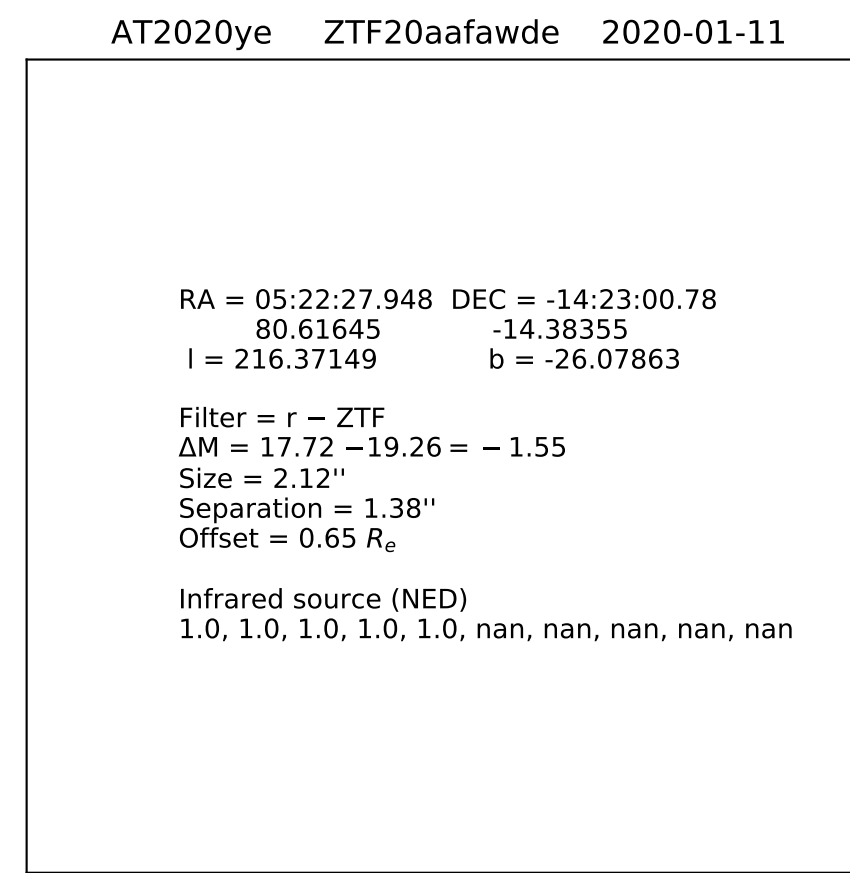 AT2020ye ZTF20aafawde 2020-01-11
RA = 05:22:27.948 DEC = -14:23:00.78
80.61645 -14.38355
l = 216.37149 b = -26.07863
Filter = r − ZTF
ΔM = 17.72 −19.26 = − 1.55
Size = 2.12''
Separation = 1.38''
Offset = 0.65 Rₑ
Infrared source (NED)
1.0, 1.0, 1.0, 1.0, 1.0, nan, nan, nan, nan, nan